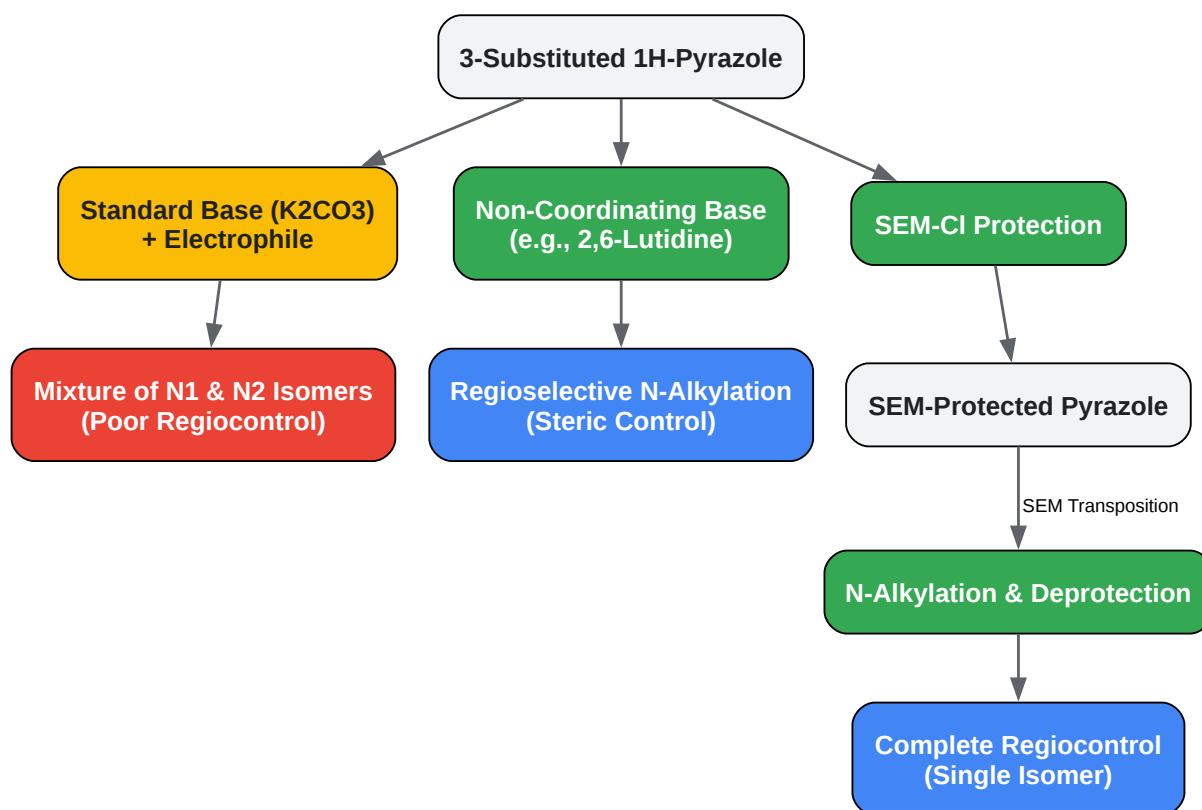 3-Substituted 1H-Pyrazole
Standard Base (K2CO3)
+ Electrophile
Non-Coordinating Base
(e.g., 2,6-Lutidine)
SEM-Cl Protection
Mixture of N1 & N2 Isomers
(Poor Regiocontrol)
Regioselective N-Alkylation
(Steric Control)
SEM-Protected Pyrazole
SEM Transposition
N-Alkylation & Deprotection
Complete Regiocontrol
(Single Isomer)